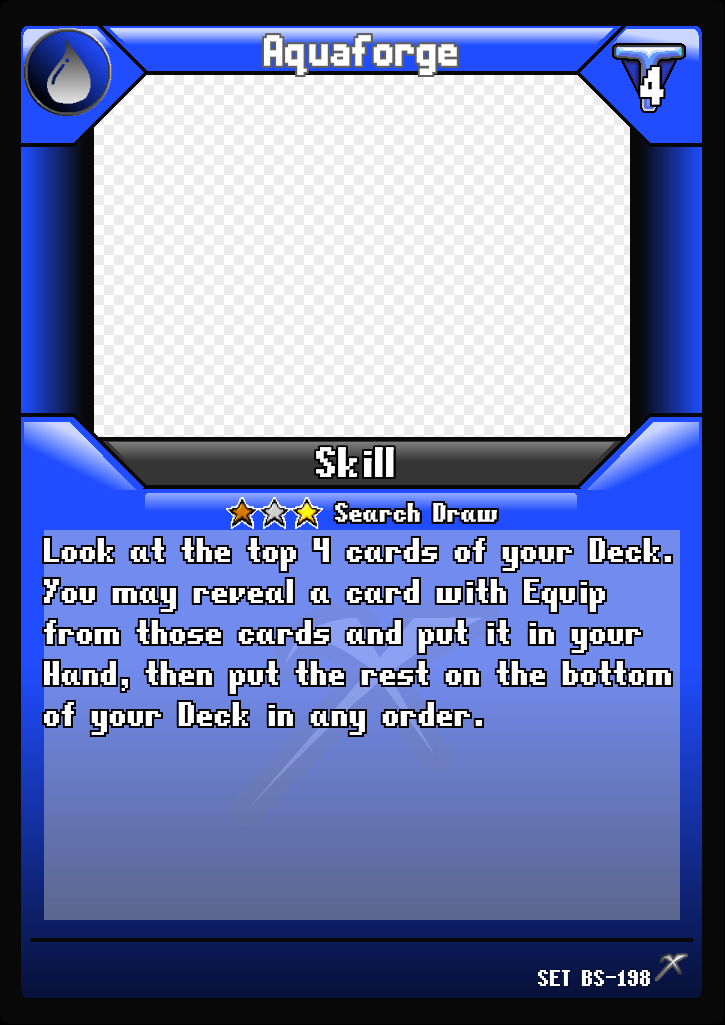 Aquaforge
4
Skill
Search Draw
Look at the top 4 cards of your Deck.
You may reveal a card with Equip
from those cards and put it in your
Hand, then put the rest on the bottom
of your Deck in any order.
SET BS-198